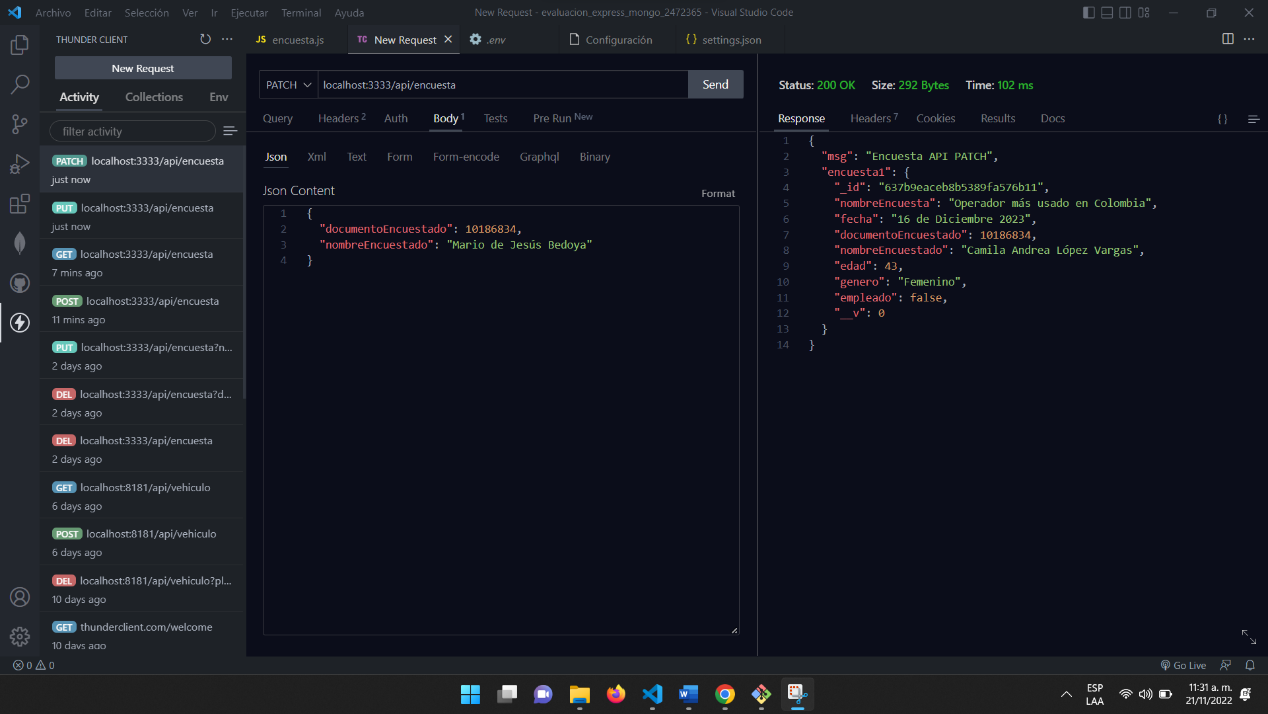 Archivo Editar Selección Ver Ir Ejecutar Terminal Ayuda
New Request - evaluacion_express_mongo_2472365 - Visual Studio Code
THUNDER CLIENT
New Request
Activity Collections Env
filter activity
PATCH localhost:3333/api/encuesta
just now
PUT localhost:3333/api/encuesta
just now
GET localhost:3333/api/encuesta
7 mins ago
POST localhost:3333/api/encuesta
11 mins ago
PUT localhost:3333/api/encuesta?n...
2 days ago
DEL localhost:3333/api/encuesta?d...
2 days ago
DEL localhost:3333/api/encuesta
2 days ago
GET localhost:8181/api/vehiculo
6 days ago
POST localhost:8181/api/vehiculo
6 days ago
DEL localhost:8181/api/vehiculo?pl...
10 days ago
GET thunderclient.com/welcome
10 days ago
JS encuesta.js
TC New Request
.env
Configuración
{ } settings.json
PATCH localhost:3333/api/encuesta Send
Query Headers 2 Auth Body 1 Tests Pre Run New
Json Xml Text Form Form-encode Graphql Binary
Json Content
Format
1 {
2 "documentoEncuestado": 10186834,
3 "nombreEncuestado": "Mario de Jesús Bedoya"
4 }
Status: 200 OK Size: 292 Bytes Time: 102 ms
Response Headers 7 Cookies Results Docs { }
1 {
2 "msg": "Encuesta API PATCH",
3 "encuesta1": {
4 "_id": "637b9eaceb8b5389fa576b11",
5 "nombreEncuesta": "Operador más usado en Colombia",
6 "fecha": "16 de Diciembre 2023",
7 "documentoEncuestado": 10186834,
8 "nombreEncuestado": "Camila Andrea López Vargas",
9 "edad": 43,
10 "genero": "Femenino",
11 "empleado": false,
12 "__v": 0
13 }
14 }
0 0
Go Live
ESP
LAA
11:31 a. m.
21/11/2022